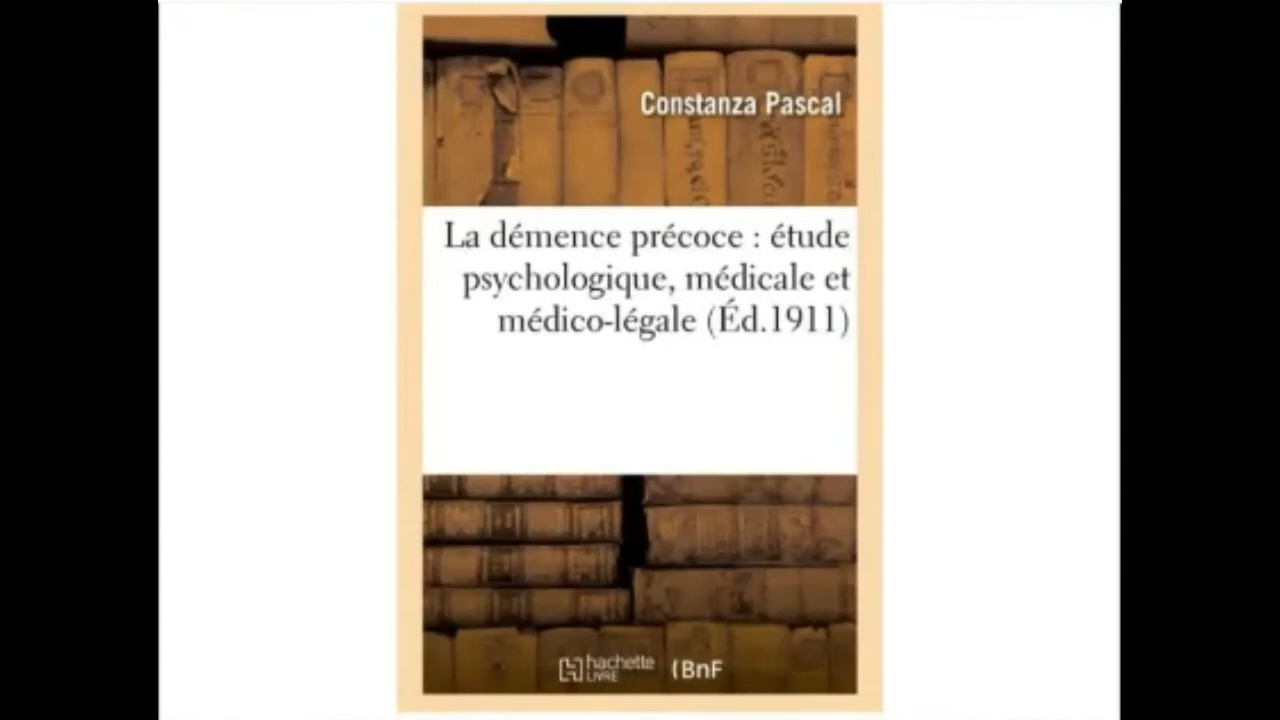 Constanza Pascal
La démence précoce : étude
psychologique, médicale et
médico-légale (Éd.1911)
hachette
LIVRE
(BnF